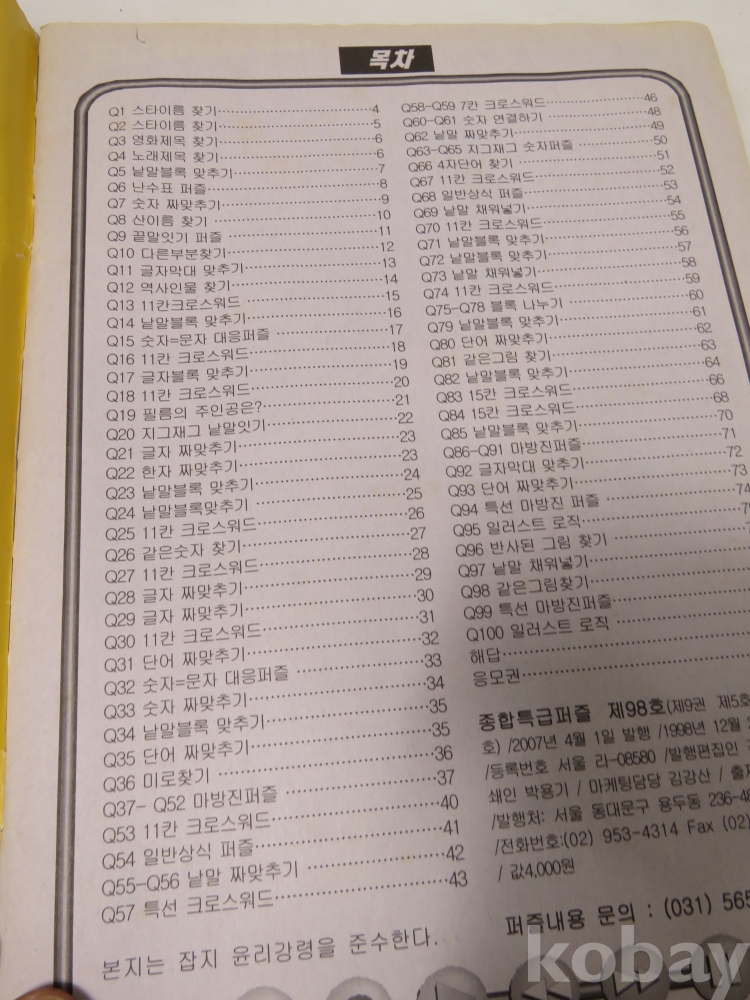 목차
Q1 스타이름 찾기 4
Q2 스타이름 찾기 5
Q3 영화제목 찾기 6
Q4 노래제목 찾기 6
Q5 낱말블록 맞추기 7
Q6 난수표 퍼즐 8
Q7 숫자 짜맞추기 9
Q8 산이름 찾기 10
Q9 끝말잇기 퍼즐 11
Q10 다른부분찾기 12
Q11 글자막대 맞추기 13
Q12 역사인물 찾기 14
Q13 11칸크로스워드 15
Q14 낱말블록 맞추기 16
Q15 숫자=문자 대응퍼즐 17
Q16 11칸 크로스워드 18
Q17 글자블록 맞추기 19
Q18 11칸 크로스워드 20
Q19 필름의 주인공은? 21
Q20 지그재그 낱말잇기 22
Q21 글자 짜맞추기 23
Q22 한자 짜맞추기 23
Q23 낱말블록 맞추기 24
Q24 낱말블록맞추기 25
Q25 11칸 크로스워드 26
Q26 같은숫자 찾기 27
Q27 11칸 크로스워드 28
Q28 글자 짜맞추기 29
Q29 글자 짜맞추기 30
Q30 11칸 크로스워드 31
Q31 단어 짜맞추기 32
Q32 숫자=문자 대응퍼즐 33
Q33 숫자 짜맞추기 34
Q34 낱말블록 맞추기 35
Q35 단어 짜맞추기 35
Q36 미로찾기 36
Q37- Q52 마방진퍼즐 37
Q53 11칸 크로스워드 40
Q54 일반상식 퍼즐 41
Q55-Q56 낱말 짜맞추기 42
Q57 특선 크로스워드 43
본지는 잡지 윤리강령을 준수한다.
Q58-Q59 7칸 크로스워드 46
Q60-Q61 숫자 연결하기 48
Q62 낱말 짜맞추기 49
Q63-Q65 지그재그 숫자퍼즐 50
Q66 4자단어 찾기 51
Q67 11칸 크로스워드 52
Q68 일반상식 퍼즐 53
Q69 낱말 채워넣기 54
Q70 11칸 크로스워드 55
Q71 낱말블록 맞추기 56
Q72 낱말블록 맞추기 57
Q73 낱말 채워넣기 58
Q74 11칸 크로스워드 59
Q75-Q78 블록 나누기 60
Q79 낱말블록 맞추기 61
Q80 단어 짜맞추기 62
Q81 같은그림 찾기 63
Q82 낱말블록 맞추기 64
Q83 15칸 크로스워드 66
Q84 15칸 크로스워드 68
Q85 낱말블록 맞추기 70
Q86-Q91 마방진퍼즐 71
Q92 글자막대 맞추기 72
Q93 단어 짜맞추기 73
Q94 특선 마방진 퍼즐 74
Q95 일러스트 로직
Q96 반사된 그림 찾기
Q97 낱말 채워넣기
Q98 같은그림찾기
Q99 특선 마방진퍼즐
Q100 일러스트 로직
해답
응모권
종합특급퍼즐 제98호(제9권 제5호
호) /2007년 4월 1일 발행 /1998년 12월
/등록번호 서울 라-08580 /발행편집인
쇄인 박용기 / 마케팅담당 김강산 /
/발행처: 서울 동대문구 용두동 236-
/전화번호:(02) 953-4314 Fax (02)
/ 값4,000원
퍼즐내용 문의 : (031) 565
kobay